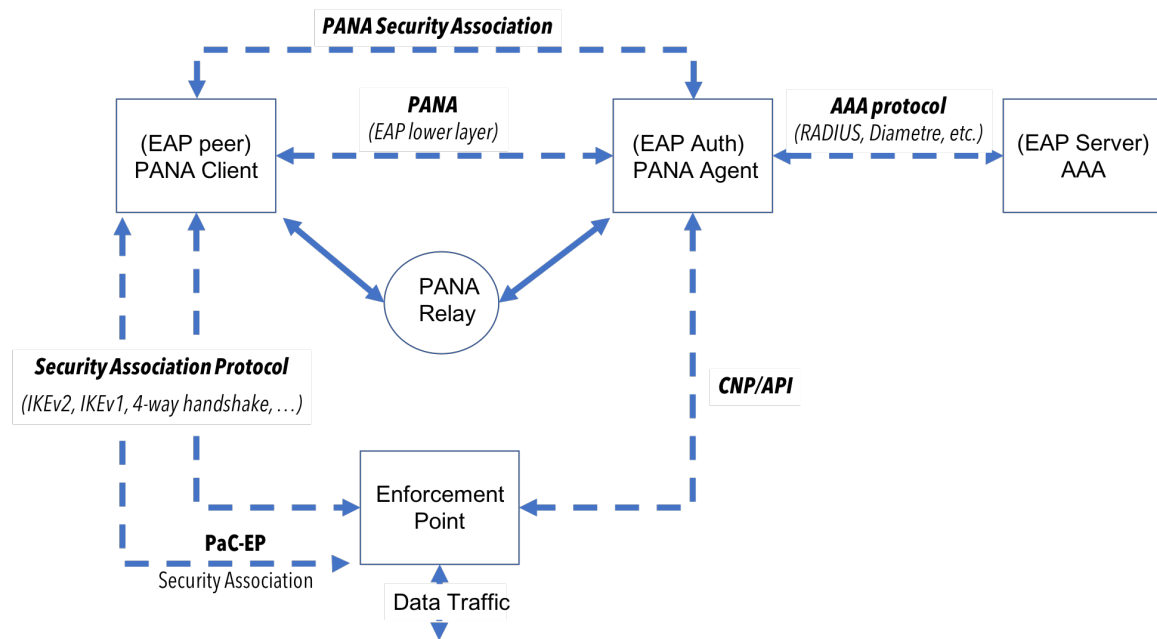 PANA Security Association
PANA
(EAP lower layer)
AAA protocol
(RADIUS, Diametre, etc.)
(EAP peer)
PANA Client
(EAP Auth)
PANA Agent
(EAP Server)
AAA
PANA
Relay
Security Association Protocol
(IKEv2, IKEv1, 4-way handshake, …)
CNP/API
Enforcement
Point
PaC-EP
Security Association
Data Traffic